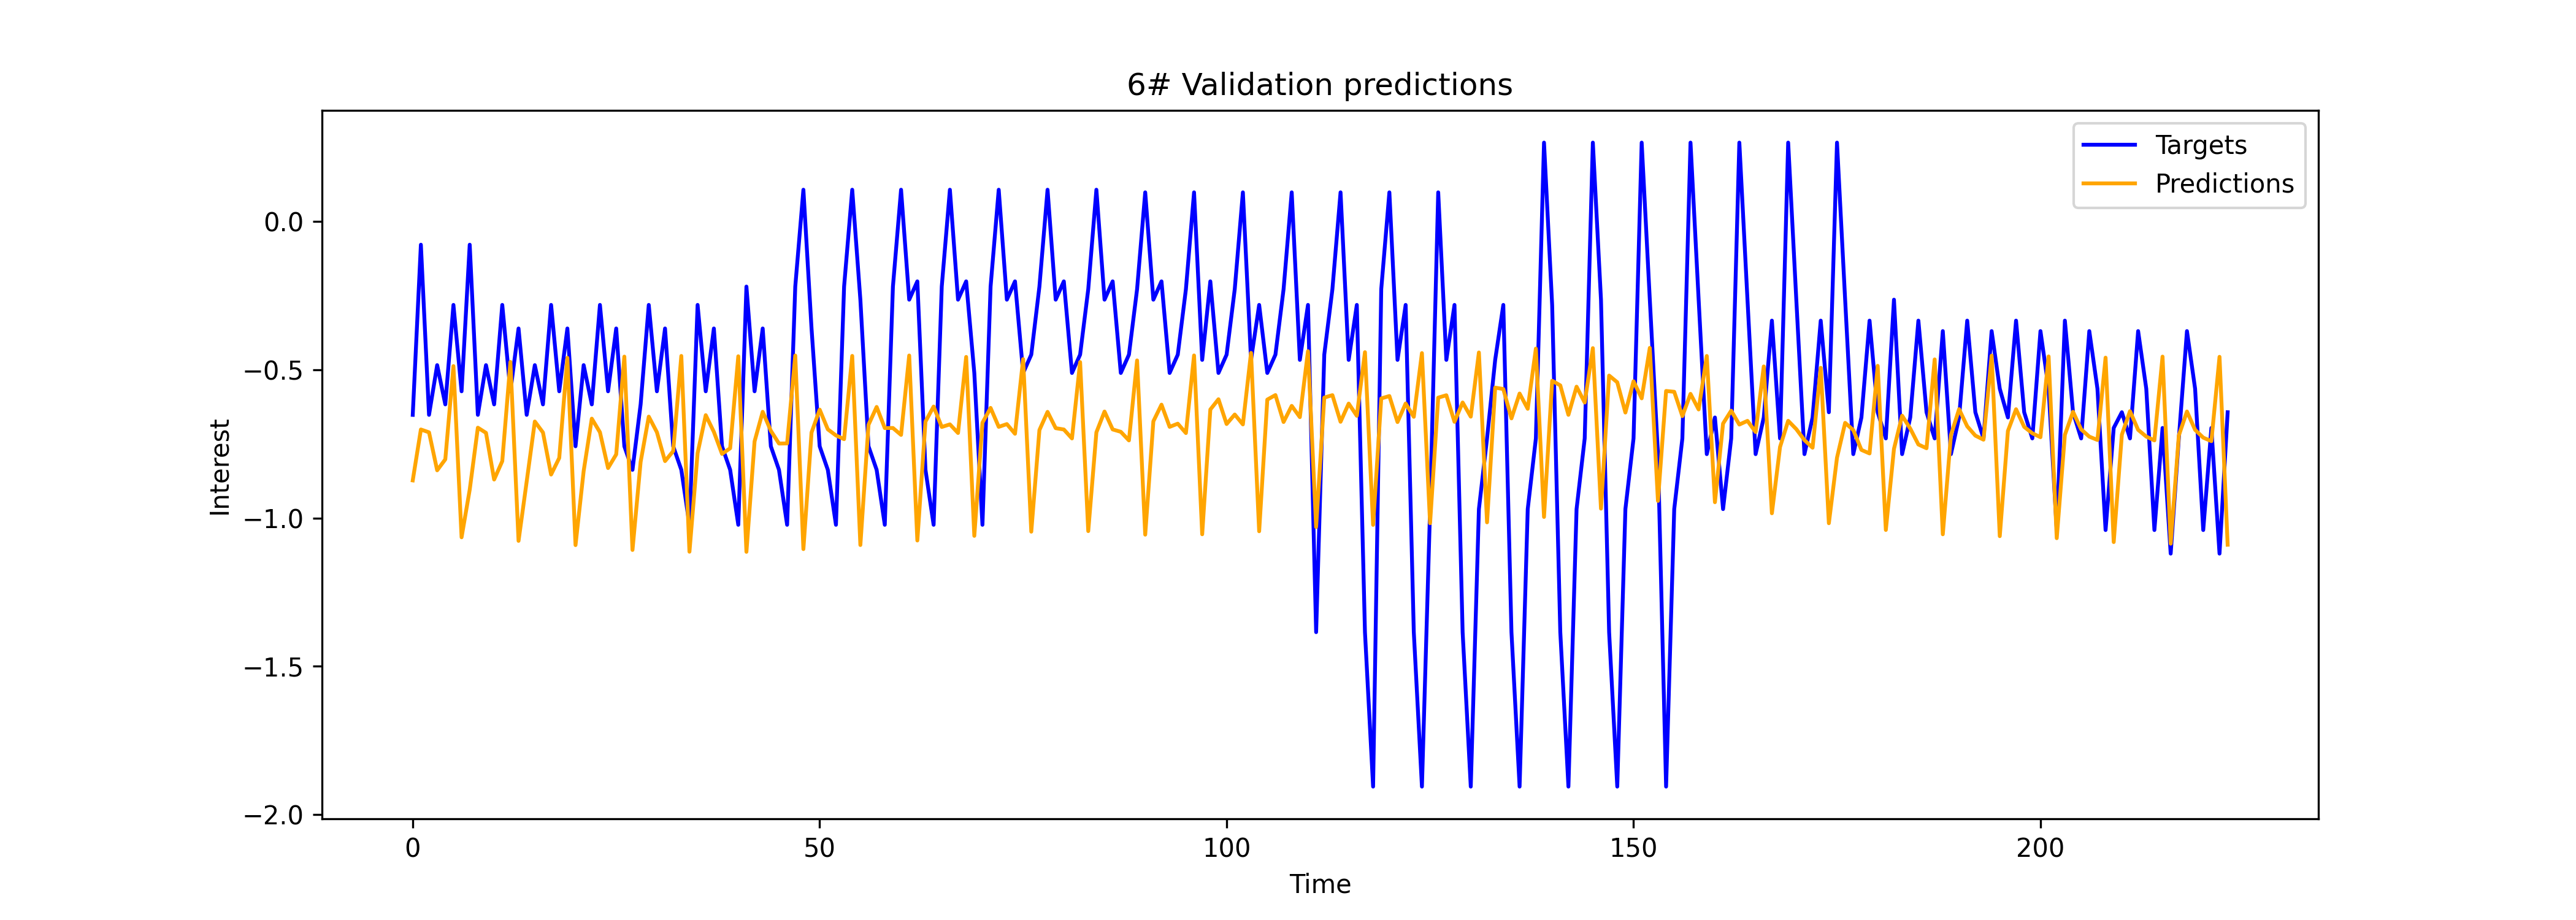 6# Validation predictions
Targets
Predictions
Interest
0.0
−0.5
−1.0
−1.5
−2.0
0
50
100
150
200
Time